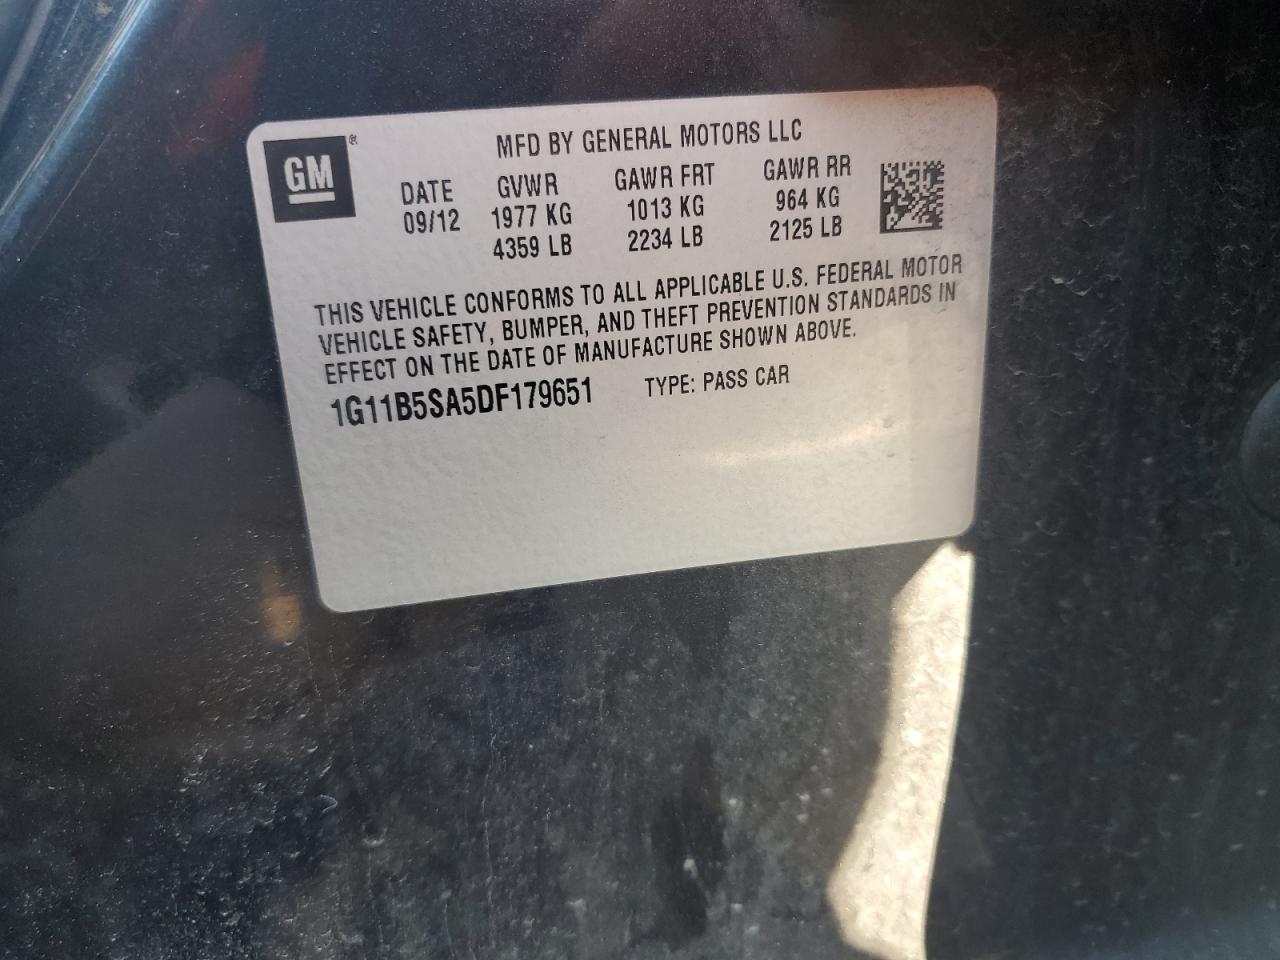 GM ®
MFD BY GENERAL MOTORS LLC
DATE GVWR GAWR FRT GAWR RR
09/12 1977 KG 1013 KG 964 KG
4359 LB 2234 LB 2125 LB
THIS VEHICLE CONFORMS TO ALL APPLICABLE U.S. FEDERAL MOTOR
VEHICLE SAFETY, BUMPER, AND THEFT PREVENTION STANDARDS IN
EFFECT ON THE DATE OF MANUFACTURE SHOWN ABOVE.
1G11B5SA5DF179651 TYPE: PASS CAR